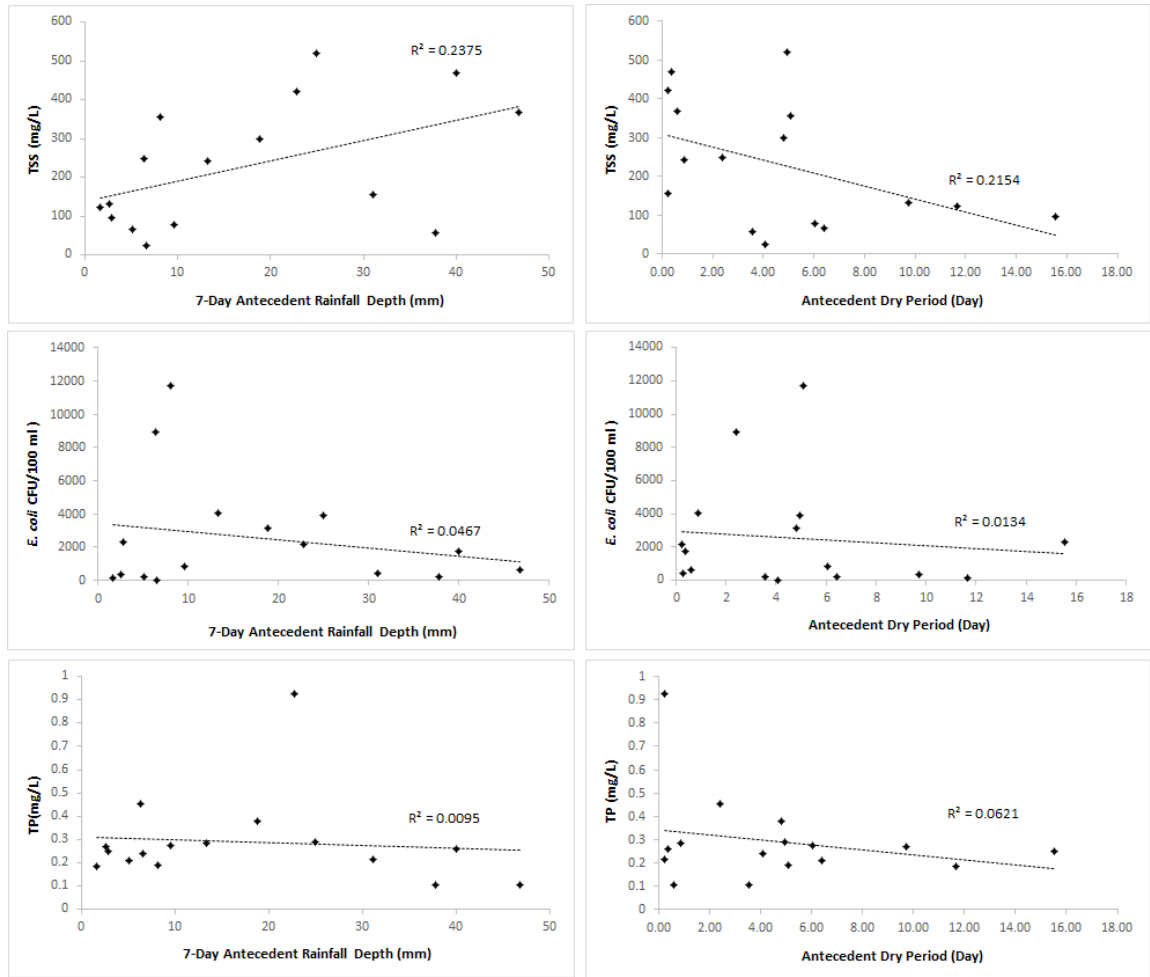 600
500
400
300
200
100
0
TSS (mg/L)
R² = 0.2375
0 10 20 30 40 50
7-Day Antecedent Rainfall Depth (mm)
600
500
400
300
200
100
0
TSS (mg/L)
R² = 0.2154
0.00 2.00 4.00 6.00 8.00 10.00 12.00 14.00 16.00
Antecedent Dry Period (Day)
14000
12000
10000
8000
6000
4000
2000
0
E. coli CFU/100 ml )
R² = 0.0467
0 10 20 30 40 50
7-Day Antecedent Rainfall Depth (mm)
14000
12000
10000
8000
6000
4000
2000
0
E. coli CFU/100 ml )
R² = 0.0134
0 2 4 6 8 10 12 14 16 18
Antecedent Dry Period (Day)
1
0.9
0.8
0.7
0.6
0.5
0.4
0.3
0.2
0.1
0
TP(mg/L)
R² = 0.0095
0 10 20 30 40 50
7-Day Antecedent Rainfall Depth (mm)
1
0.9
0.8
0.7
0.6
0.5
0.4
0.3
0.2
0.1
0
TP (mg/L)
R² = 0.0621
0.00 2.00 4.00 6.00 8.00 10.00 12.00 14.00 16.00
Antecedent Dry Period (Day)